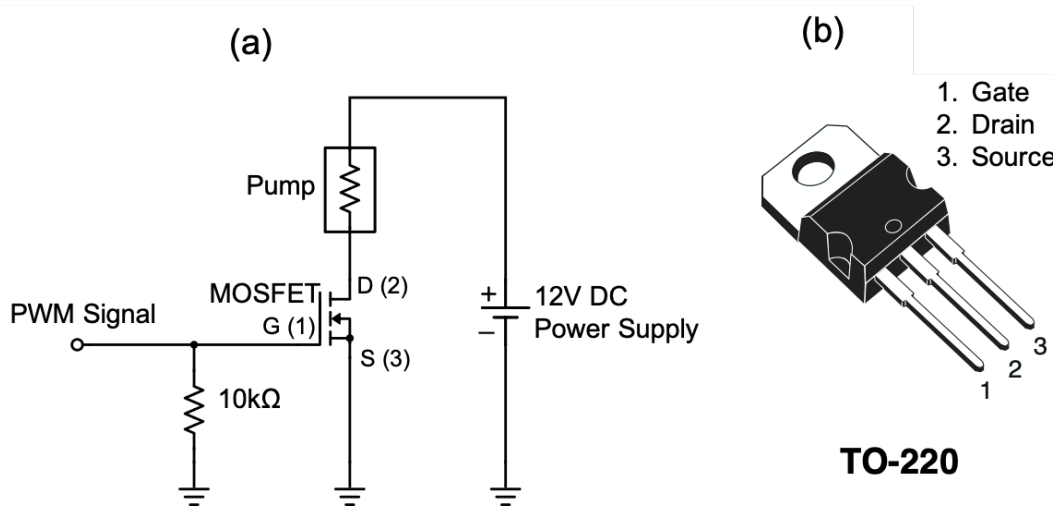 (a)
Pump
MOSFET
D (2)
G (1)
S (3)
PWM Signal
10kΩ
+
12V DC
Power Supply
−
(b)
1. Gate
2. Drain
3. Source
1
2
3
TO-220